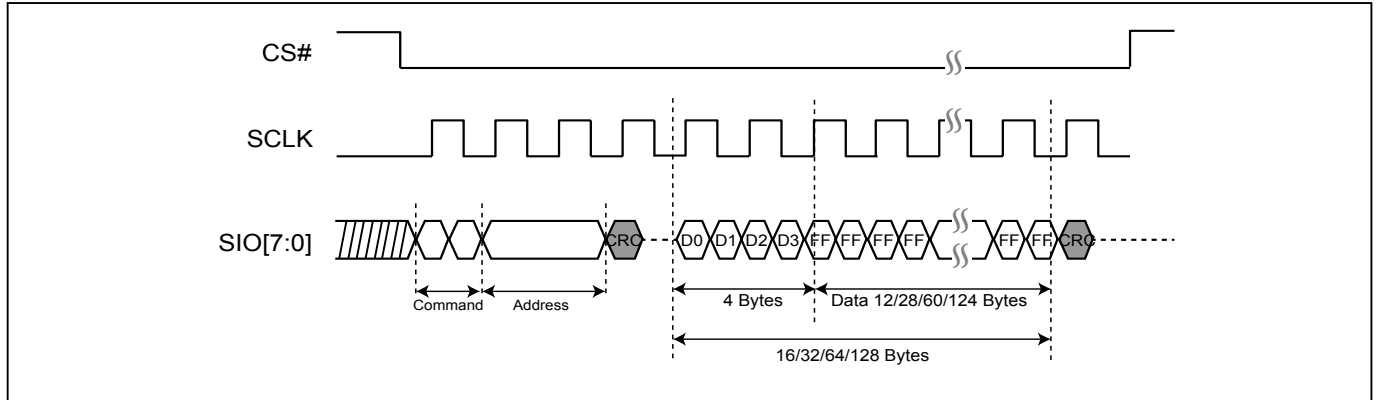 CS#
SCLK
SIO[7:0]
CRC D0 D1 D2 D3 FF FF FF FF FF FF CRC
Command Address 4 Bytes Data 12/28/60/124 Bytes
16/32/64/128 Bytes